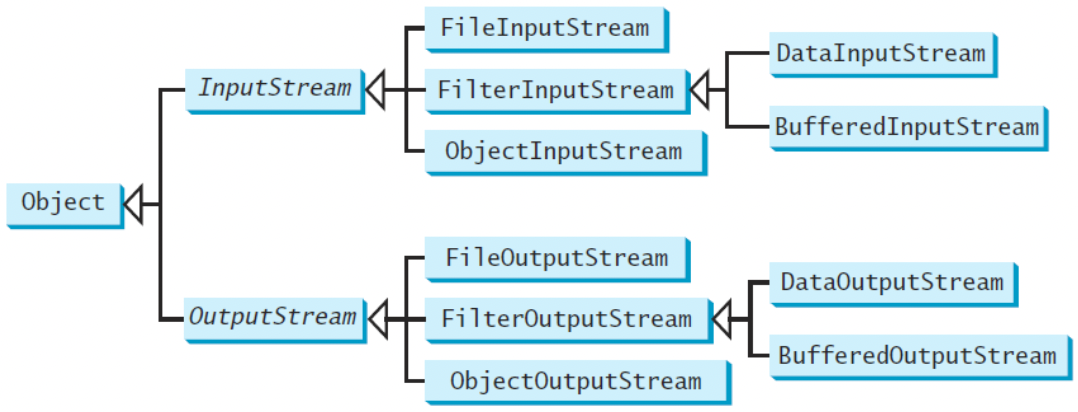 Object
InputStream
FileInputStream
FilterInputStream
ObjectInputStream
DataInputStream
BufferedInputStream
OutputStream
FileOutputStream
FilterOutputStream
ObjectOutputStream
DataOutputStream
BufferedOutputStream